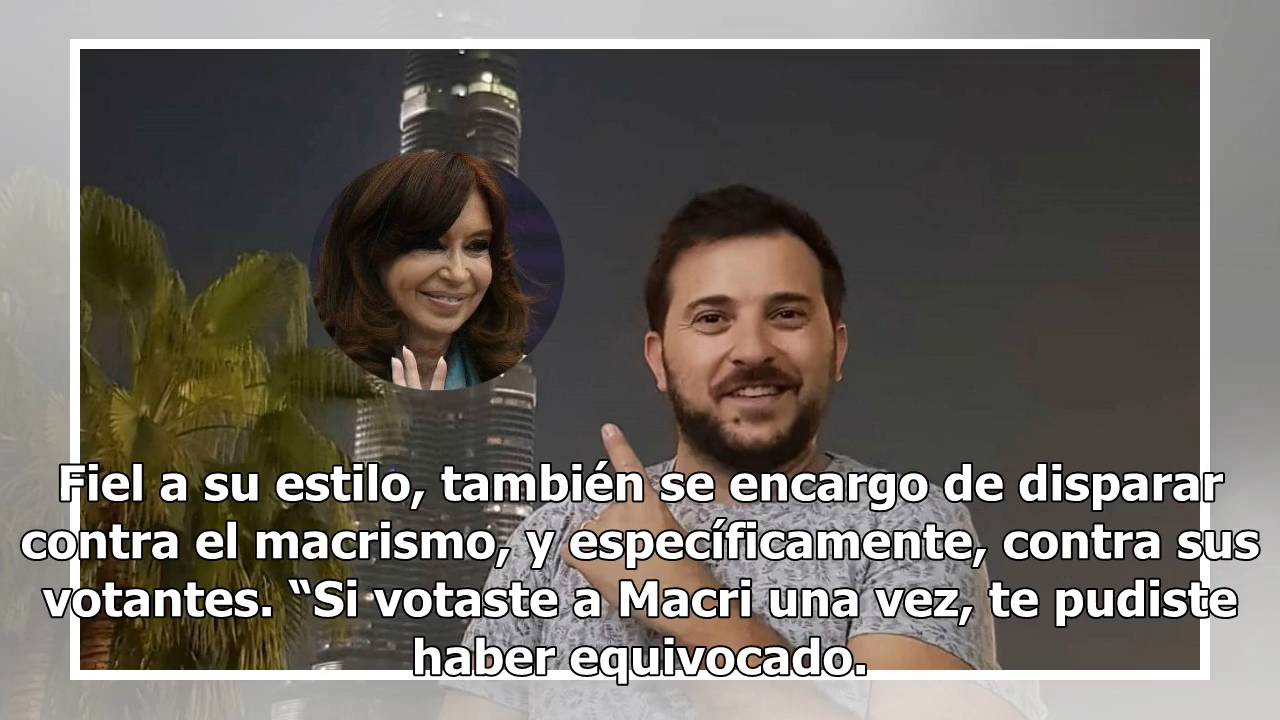 Fiel a su estilo, también se encargo de disparar
contra el macrismo, y específicamente, contra sus
votantes. “Si votaste a Macri una vez, te pudiste
haber equivocado.